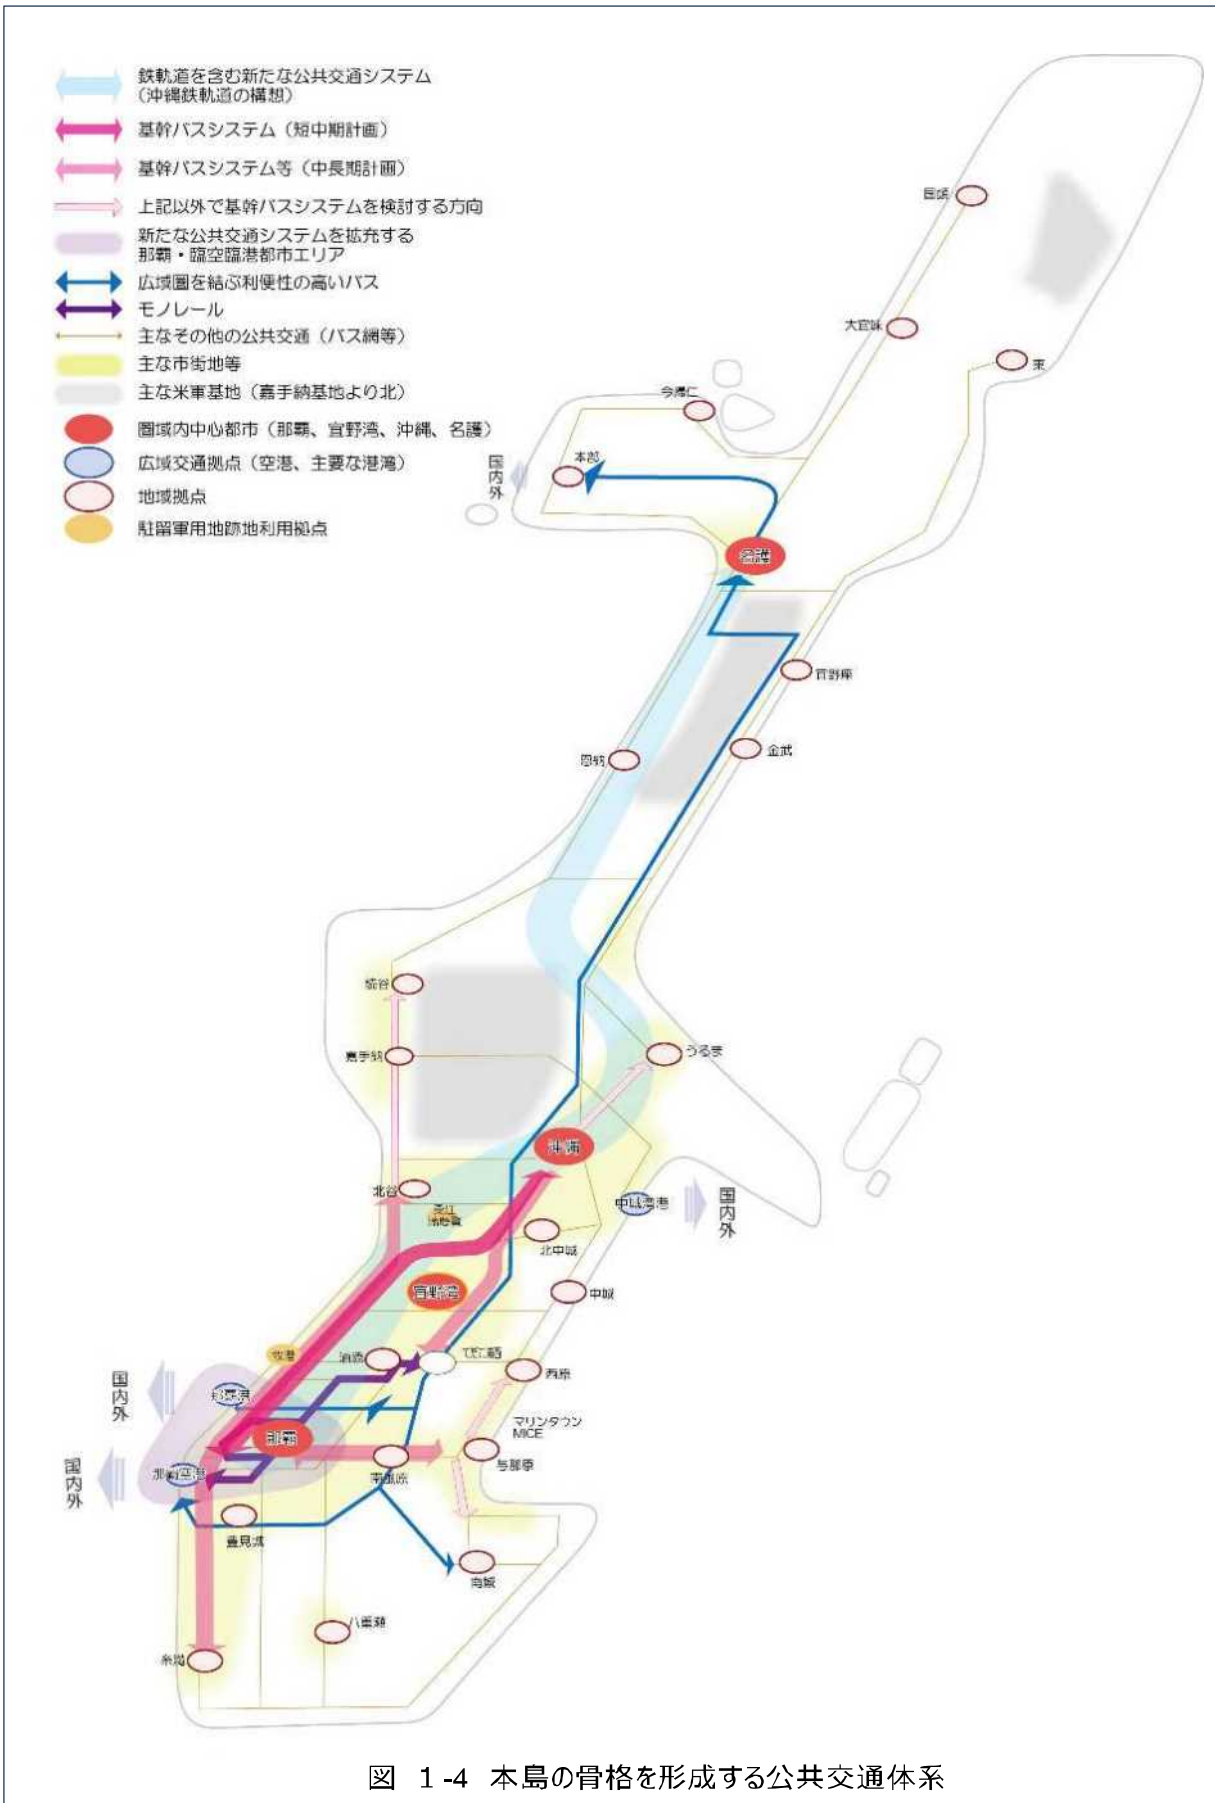 鉄軌道を含む新たな公共交通システム
(沖縄鉄軌道の構想)
基幹バスシステム（短中期計画）
基幹バスシステム等（中長期計画）
上記以外で基幹バスシステムを検討する方向
新たな公共交通システムを拡充する
那覇・臨空臨港都市エリア
広域圏を結ぶ利便性の高いバス
モノレール
主なその他の公共交通（バス網等）
主な市街地等
主な米軍基地（嘉手納基地より北）
圏域内中心都市（那覇、宜野湾、沖縄、名護）
広域交通拠点（空港、主要な港湾）
地域拠点
駐留軍用地跡地利用拠点
国頭
大宜味
東
今帰仁
本部
国内外
名護
宜野座
金武
恩納
読谷
嘉手納
うるま
沖縄
北谷
中城湾港
国内外
北中城
宜野湾
中城
浦添
てだこ西
西原
国内外
那覇港
マリンタウン
MICE
那覇
与那原
南風原
国内外
那覇空港
豊見城
南城
八重瀬
糸満
図 1-4 本島の骨格を形成する公共交通体系